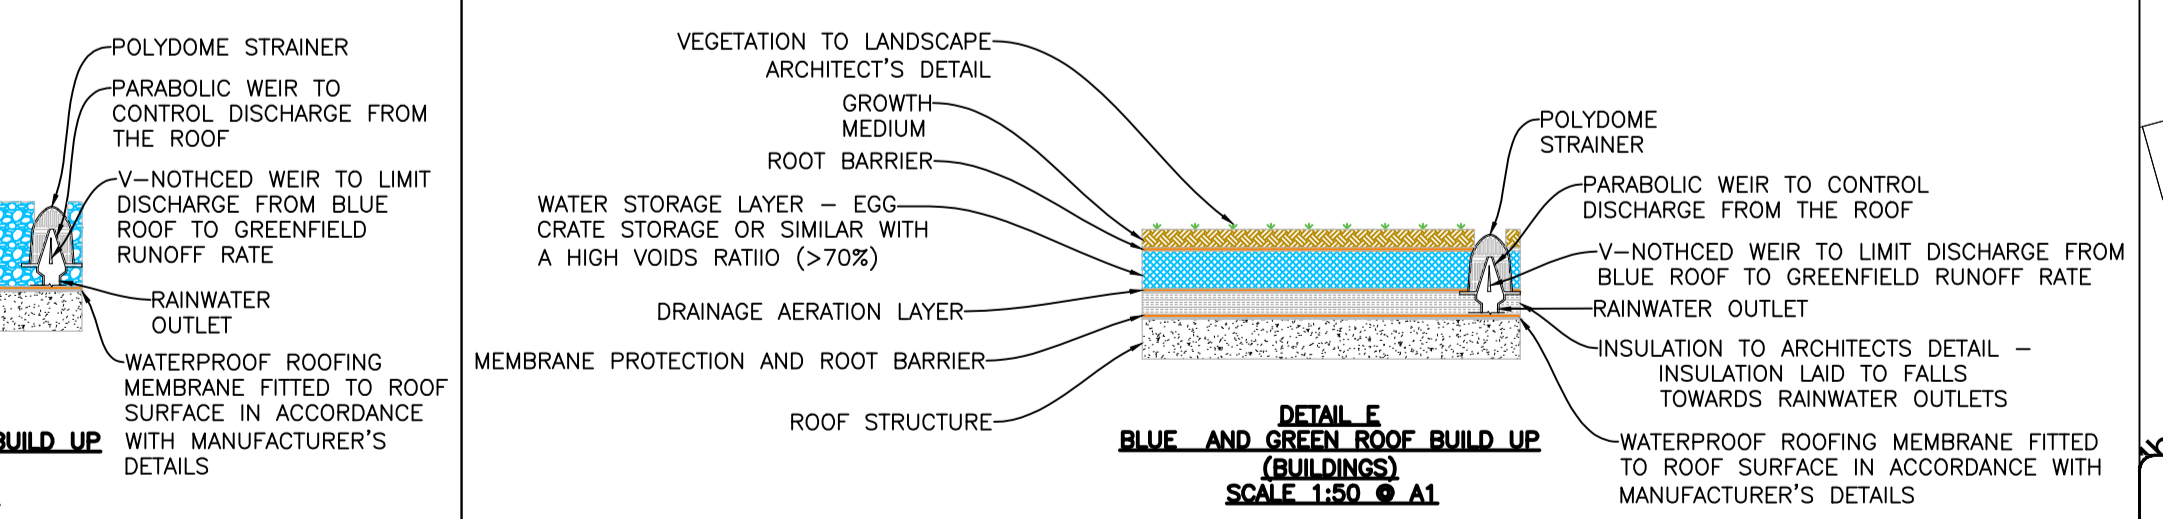 POLYDOME STRAINER
PARABOLIC WEIR TO
CONTROL DISCHARGE FROM
THE ROOF
V-NOTHCED WEIR TO LIMIT
DISCHARGE FROM BLUE
ROOF TO GREENFIELD
RUNOFF RATE
RAINWATER
OUTLET
WATERPROOF ROOFING
MEMBRANE FITTED TO ROOF
SURFACE IN ACCORDANCE
WITH MANUFACTURER'S
DETAILS
BUILD UP
VEGETATION TO LANDSCAPE
ARCHITECT'S DETAIL
GROWTH
MEDIUM
ROOT BARRIER
WATER STORAGE LAYER - EGG
CRATE STORAGE OR SIMILAR WITH
A HIGH VOIDS RATIIO (>70%)
DRAINAGE AERATION LAYER
MEMBRANE PROTECTION AND ROOT BARRIER
ROOF STRUCTURE
POLYDOME
STRAINER
PARABOLIC WEIR TO CONTROL
DISCHARGE FROM THE ROOF
V-NOTHCED WEIR TO LIMIT DISCHARGE FROM
BLUE ROOF TO GREENFIELD RUNOFF RATE
RAINWATER OUTLET
INSULATION TO ARCHITECTS DETAIL -
INSULATION LAID TO FALLS
TOWARDS RAINWATER OUTLETS
WATERPROOF ROOFING MEMBRANE FITTED
TO ROOF SURFACE IN ACCORDANCE WITH
MANUFACTURER'S DETAILS
DETAIL E
BLUE AND GREEN ROOF BUILD UP
(BUILDINGS)
SCALE 1:50 @ A1